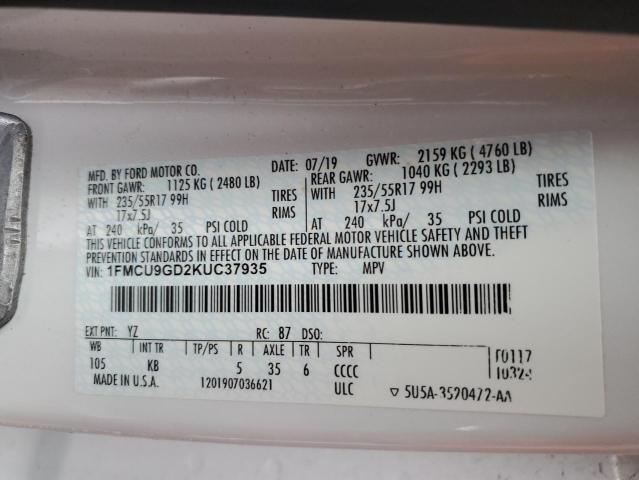 MFD. BY FORD MOTOR CO.
DATE: 07/19 GVWR: 2159 KG ( 4760 LB)
FRONT GAWR: 1125 KG ( 2480 LB) REAR GAWR: 1040 KG ( 2293 LB)
WITH 235/55R17 99H TIRES WITH 235/55R17 99H TIRES
17x7.5J RIMS 17x7.5J RIMS
AT 240 kPa/ 35 PSI COLD AT 240 kPa/ 35 PSI COLD
THIS VEHICLE CONFORMS TO ALL APPLICABLE FEDERAL MOTOR VEHICLE SAFETY AND THEFT
PREVENTION STANDARDS IN EFFECT ON THE DATE OF MANUFACTURE SHOWN ABOVE.
VIN: 1FMCU9GD2KUC37935 TYPE: MPV
EXT PNT: YZ RC: 87 DSO:
WB INT TR TP/PS R AXLE TR SPR
105 KB 5 35 6 CCCC
MADE IN U.S.A. 1201907036621 ULC
F0117
10324
5U5A-3520472-AA